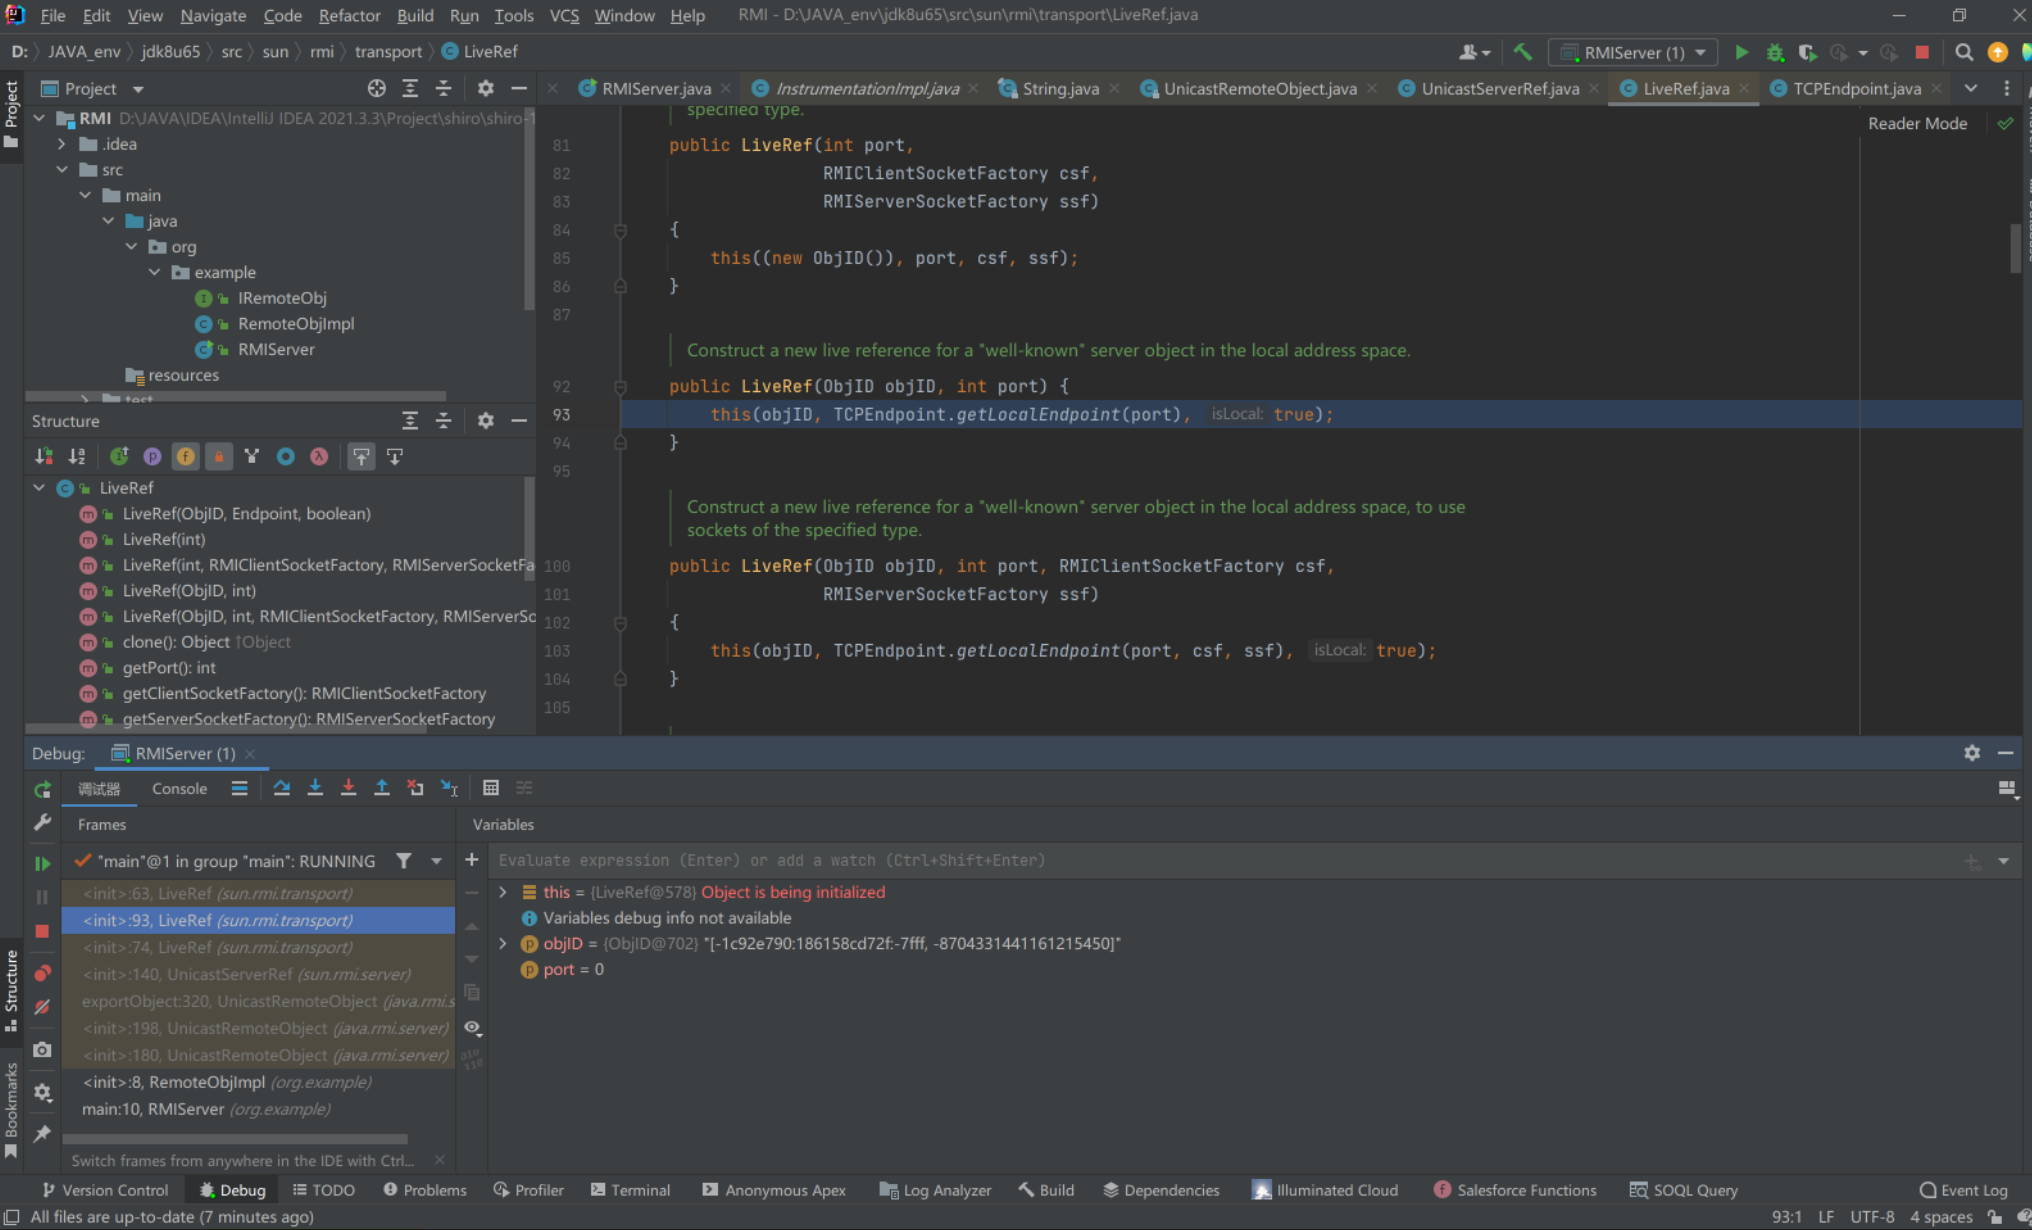 File Edit View Navigate Code Refactor Build Run Tools VCS Window Help RMI - D:\JAVA_env\jdk8u65\src\sun\rmi\transport\LiveRef.java
D: JAVA_env jdk8u65 src sun rmi transport LiveRef RMIServer (1)
Project RMIServer.java InstrumentationImpl.java String.java UnicastRemoteObject.java UnicastServerRef.java LiveRef.java TCPEndpoint.java
Project
RMI D:\JAVA\IDEA\IntelliJ IDEA 2021.3.3\Project\shiro\shiro-1
.idea
src
main
java
org
example
IRemoteObj
RemoteObjImpl
RMIServer
resources
test
Reader Mode
specified type.
81 public LiveRef(int port,
82 RMIClientSocketFactory csf,
83 RMIServerSocketFactory ssf)
84 {
85 this((new ObjID()), port, csf, ssf);
86 }
87
Construct a new live reference for a "well-known" server object in the local address space.
92 public LiveRef(ObjID objID, int port) {
93 this(objID, TCPEndpoint.getLocalEndpoint(port), isLocal: true);
94 }
95
Construct a new live reference for a "well-known" server object in the local address space, to use
sockets of the specified type.
100 public LiveRef(ObjID objID, int port, RMIClientSocketFactory csf,
101 RMIServerSocketFactory ssf)
102 {
103 this(objID, TCPEndpoint.getLocalEndpoint(port, csf, ssf), isLocal: true);
104 }
105
Structure
LiveRef
LiveRef(ObjID, Endpoint, boolean)
LiveRef(int)
LiveRef(int, RMIClientSocketFactory, RMIServerSocketFa
LiveRef(ObjID, int)
LiveRef(ObjID, int, RMIClientSocketFactory, RMIServerSo
clone(): Object ↑Object
getPort(): int
getClientSocketFactory(): RMIClientSocketFactory
getServerSocketFactory(): RMIServerSocketFactory
Debug: RMIServer (1)
调试器 Console
Frames
"main"@1 in group "main": RUNNING
<init>:63, LiveRef (sun.rmi.transport)
<init>:93, LiveRef (sun.rmi.transport)
<init>:74, LiveRef (sun.rmi.transport)
<init>:140, UnicastServerRef (sun.rmi.server)
exportObject:320, UnicastRemoteObject (java.rmi.s
<init>:198, UnicastRemoteObject (java.rmi.server)
<init>:180, UnicastRemoteObject (java.rmi.server)
<init>:8, RemoteObjImpl (org.example)
main:10, RMIServer (org.example)
Switch frames from anywhere in the IDE with Ctrl...
Variables
Evaluate expression (Enter) or add a watch (Ctrl+Shift+Enter)
this = {LiveRef@578} Object is being initialized
Variables debug info not available
objID = {ObjID@702} "[-1c92e790:186158cd72f:-7fff, -8704331441161215450]"
port = 0
Structure
Bookmarks
Version Control Debug TODO Problems Profiler Terminal Anonymous Apex Log Analyzer Build Dependencies Illuminated Cloud Salesforce Functions SOQL Query Event Log
All files are up-to-date (7 minutes ago) 93:1 LF UTF-8 4 spaces